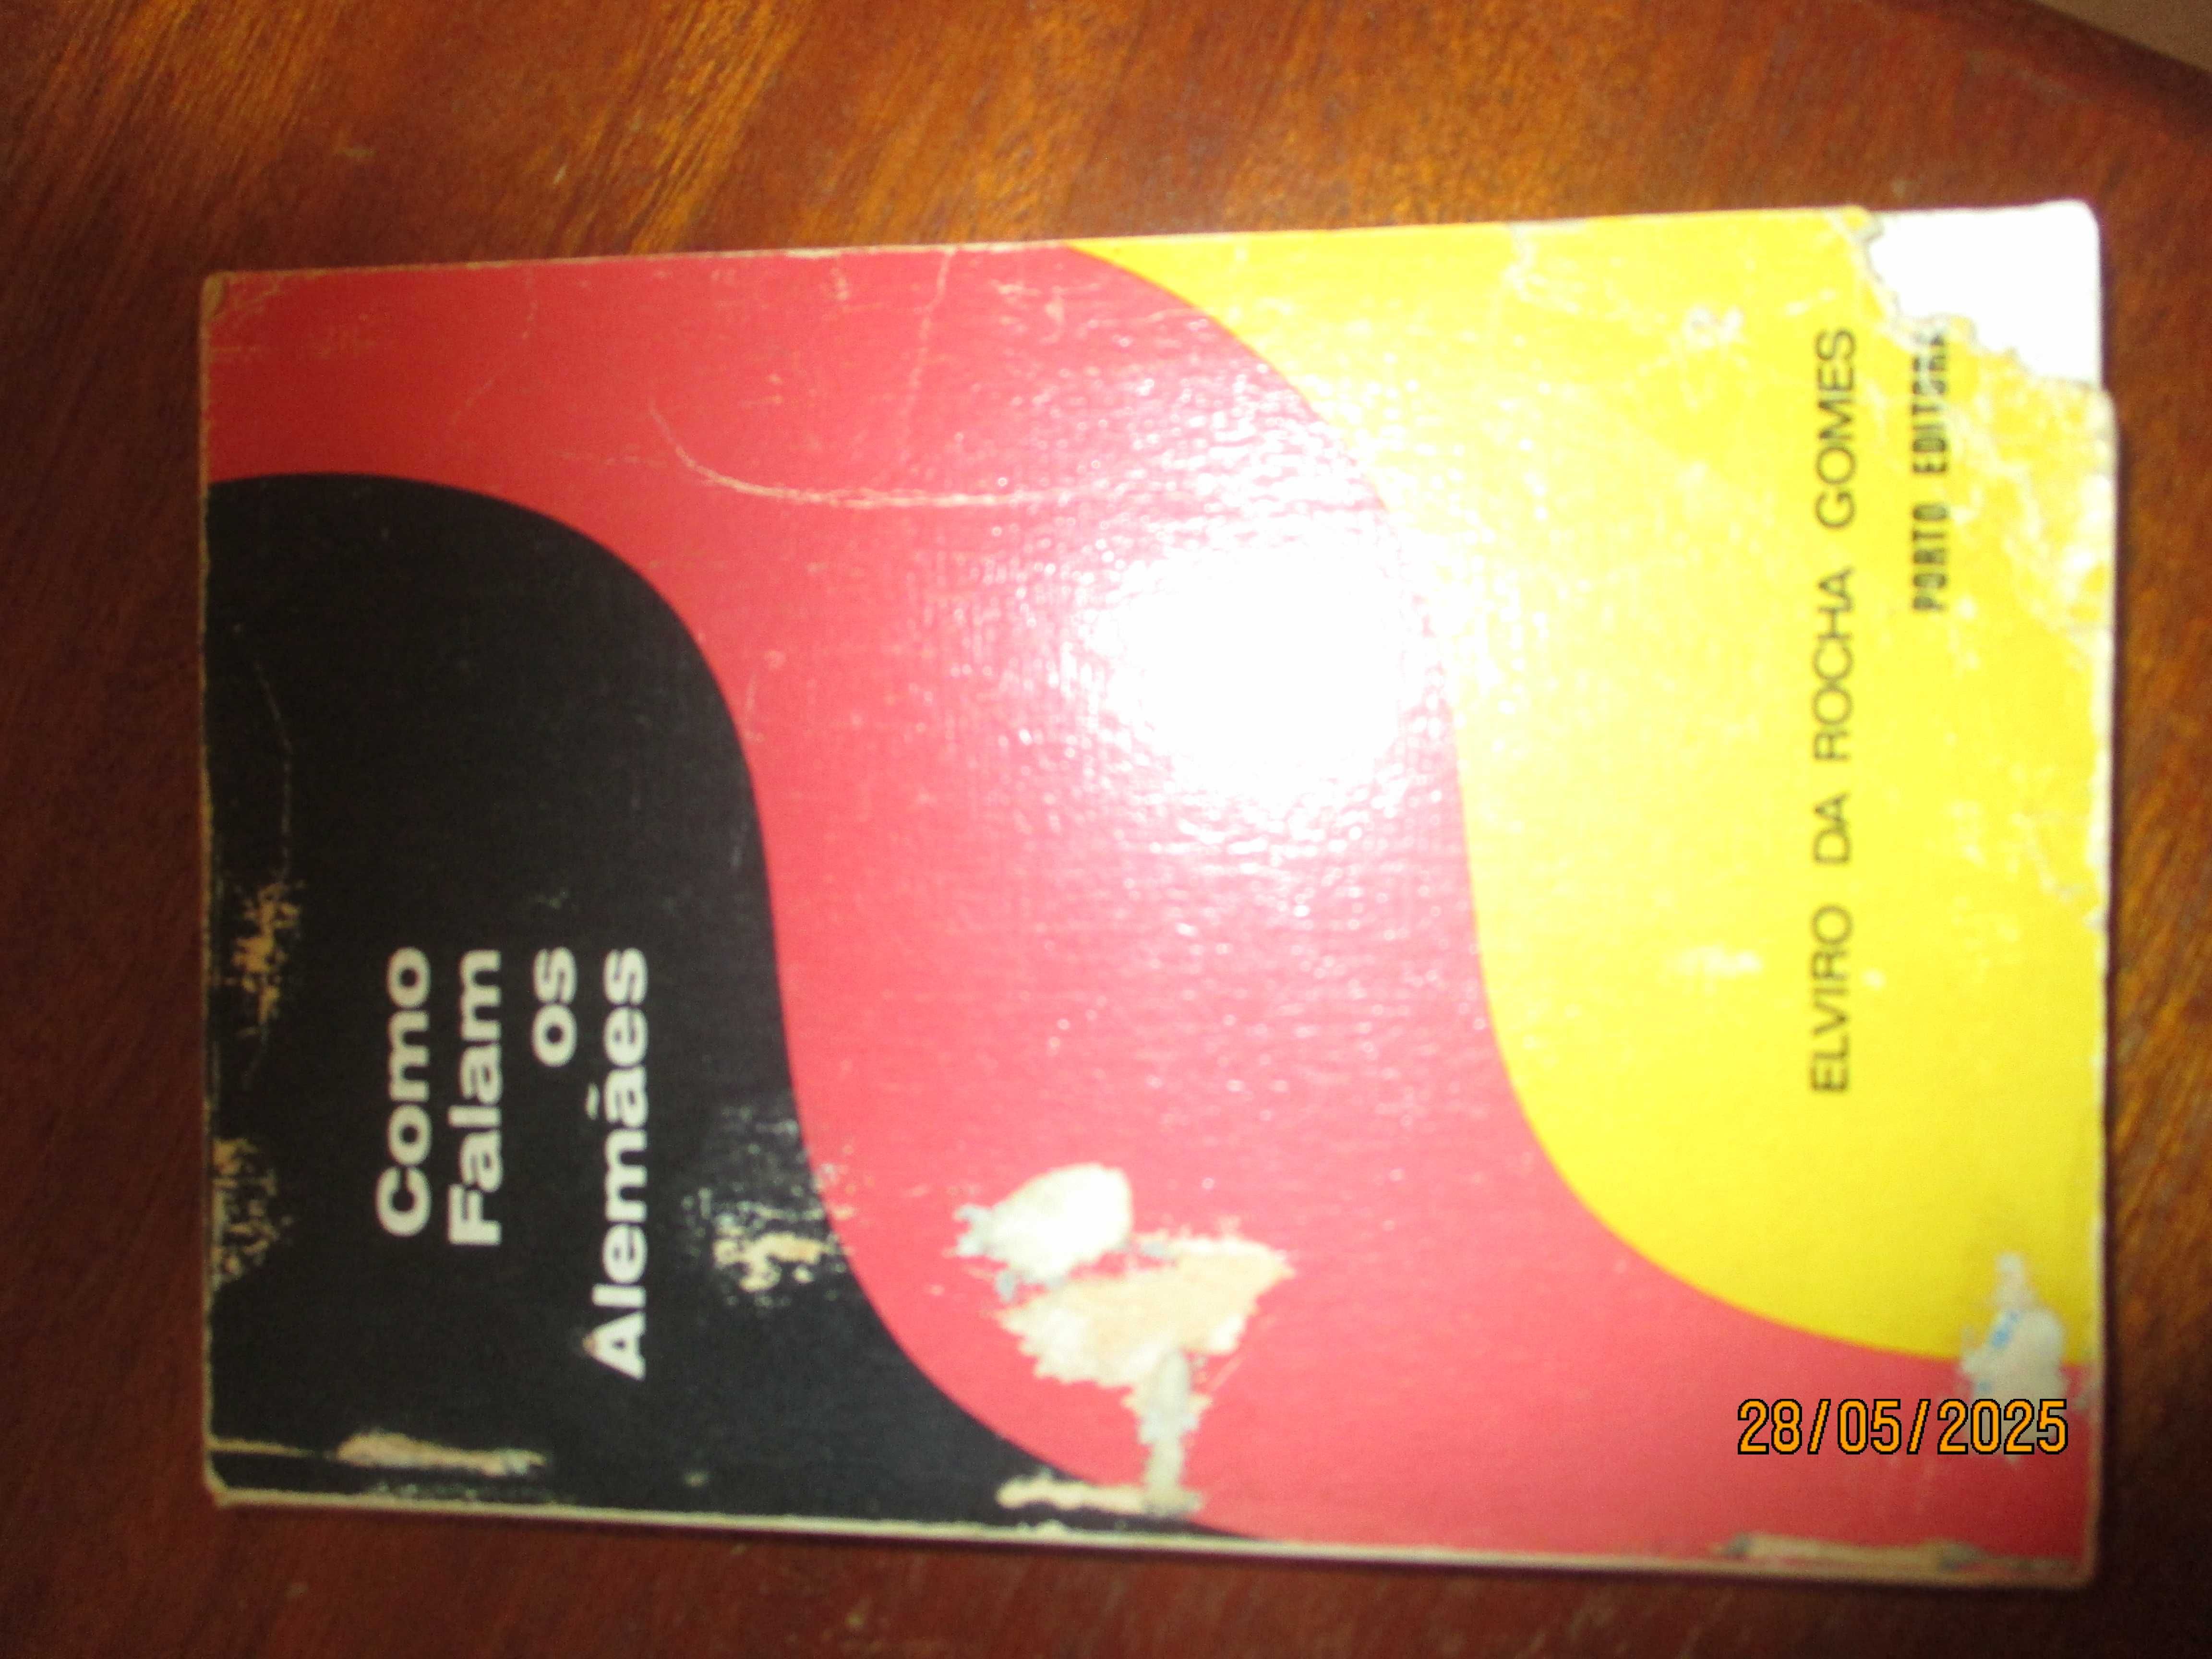 Como
Falam
os
Alemães
ELVIRO DA ROCHA GOMES
PORTO EDITORA
28/05/2025